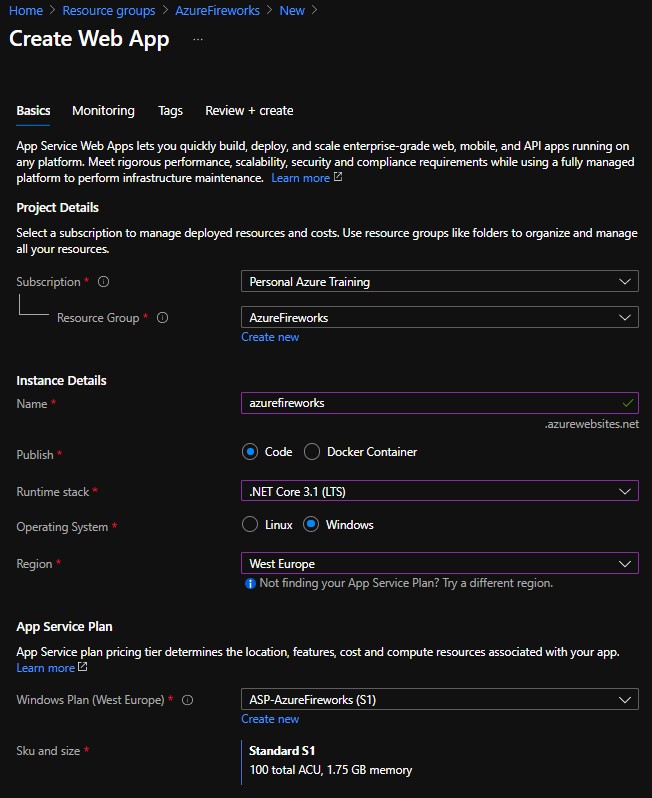 Home > Resource groups > AzureFireworks > New >
Create Web App ...
Basics Monitoring Tags Review + create
App Service Web Apps lets you quickly build, deploy, and scale enterprise-grade web, mobile, and API apps running on
any platform. Meet rigorous performance, scalability, security and compliance requirements while using a fully managed
platform to perform infrastructure maintenance. Learn more
Project Details
Select a subscription to manage deployed resources and costs. Use resource groups like folders to organize and manage
all your resources.
Subscription * Personal Azure Training
Resource Group * AzureFireworks
Create new
Instance Details
Name * azurefireworks
.azurewebsites.net
Publish * Code Docker Container
Runtime stack * .NET Core 3.1 (LTS)
Operating System * Linux Windows
Region * West Europe
Not finding your App Service Plan? Try a different region.
App Service Plan
App Service Plan pricing tier determines the location, features, cost and compute resources associated with your app.
Learn more
Windows Plan (West Europe) * ASP-AzureFireworks (S1)
Create new
Sku and size * Standard S1
100 total ACU, 1.75 GB memory